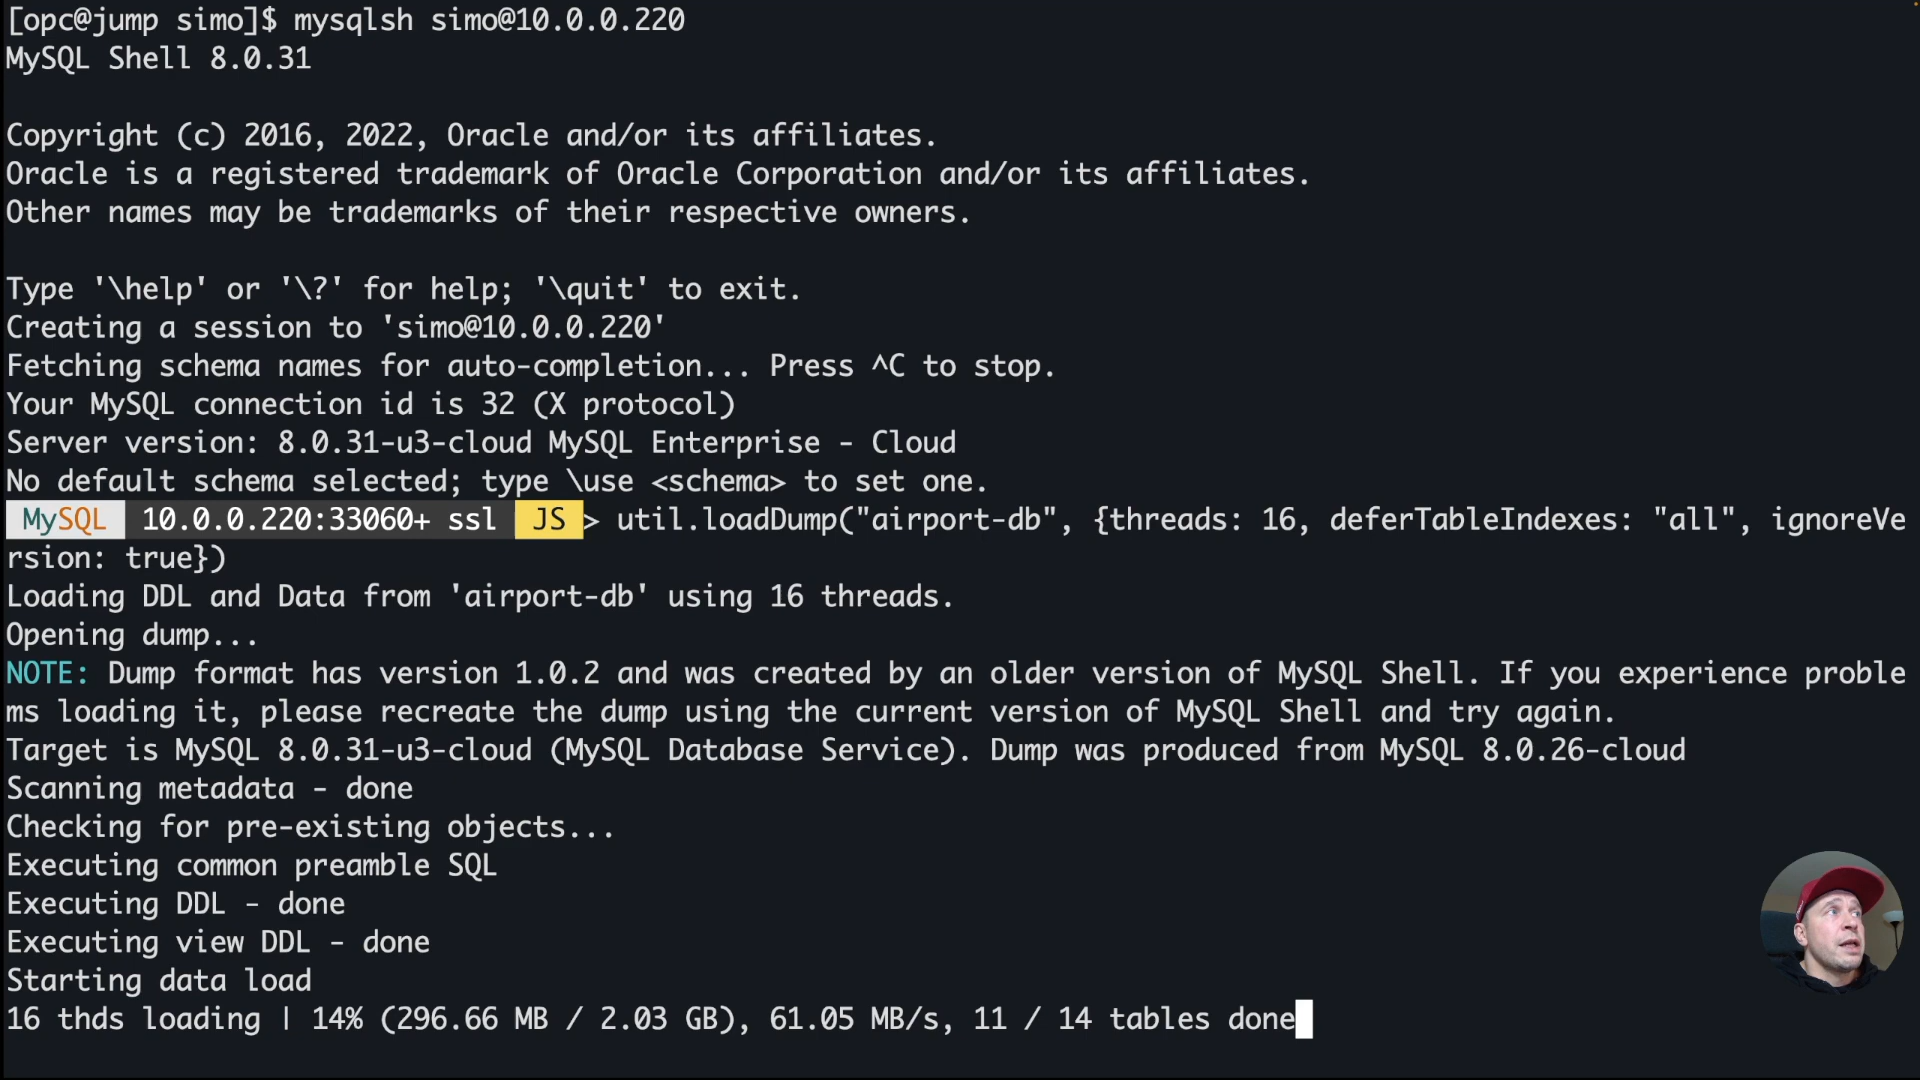 [opc@jump simo]$ mysqlsh simo@10.0.0.220
MySQL Shell 8.0.31
Copyright (c) 2016, 2022, Oracle and/or its affiliates.
Oracle is a registered trademark of Oracle Corporation and/or its affiliates.
Other names may be trademarks of their respective owners.
Type '\help' or '\?' for help; '\quit' to exit.
Creating a session to 'simo@10.0.0.220'
Fetching schema names for auto-completion... Press ^C to stop.
Your MySQL connection id is 32 (X protocol)
Server version: 8.0.31-u3-cloud MySQL Enterprise - Cloud
No default schema selected; type \use <schema> to set one.
MySQL 10.0.0.220:33060+ ssl JS > util.loadDump("airport-db", {threads: 16, deferTableIndexes: "all", ignoreVe
rsion: true})
Loading DDL and Data from 'airport-db' using 16 threads.
Opening dump...
NOTE: Dump format has version 1.0.2 and was created by an older version of MySQL Shell. If you experience proble
ms loading it, please recreate the dump using the current version of MySQL Shell and try again.
Target is MySQL 8.0.31-u3-cloud (MySQL Database Service). Dump was produced from MySQL 8.0.26-cloud
Scanning metadata - done
Checking for pre-existing objects...
Executing common preamble SQL
Executing DDL - done
Executing view DDL - done
Starting data load
16 thds loading | 14% (296.66 MB / 2.03 GB), 61.05 MB/s, 11 / 14 tables done